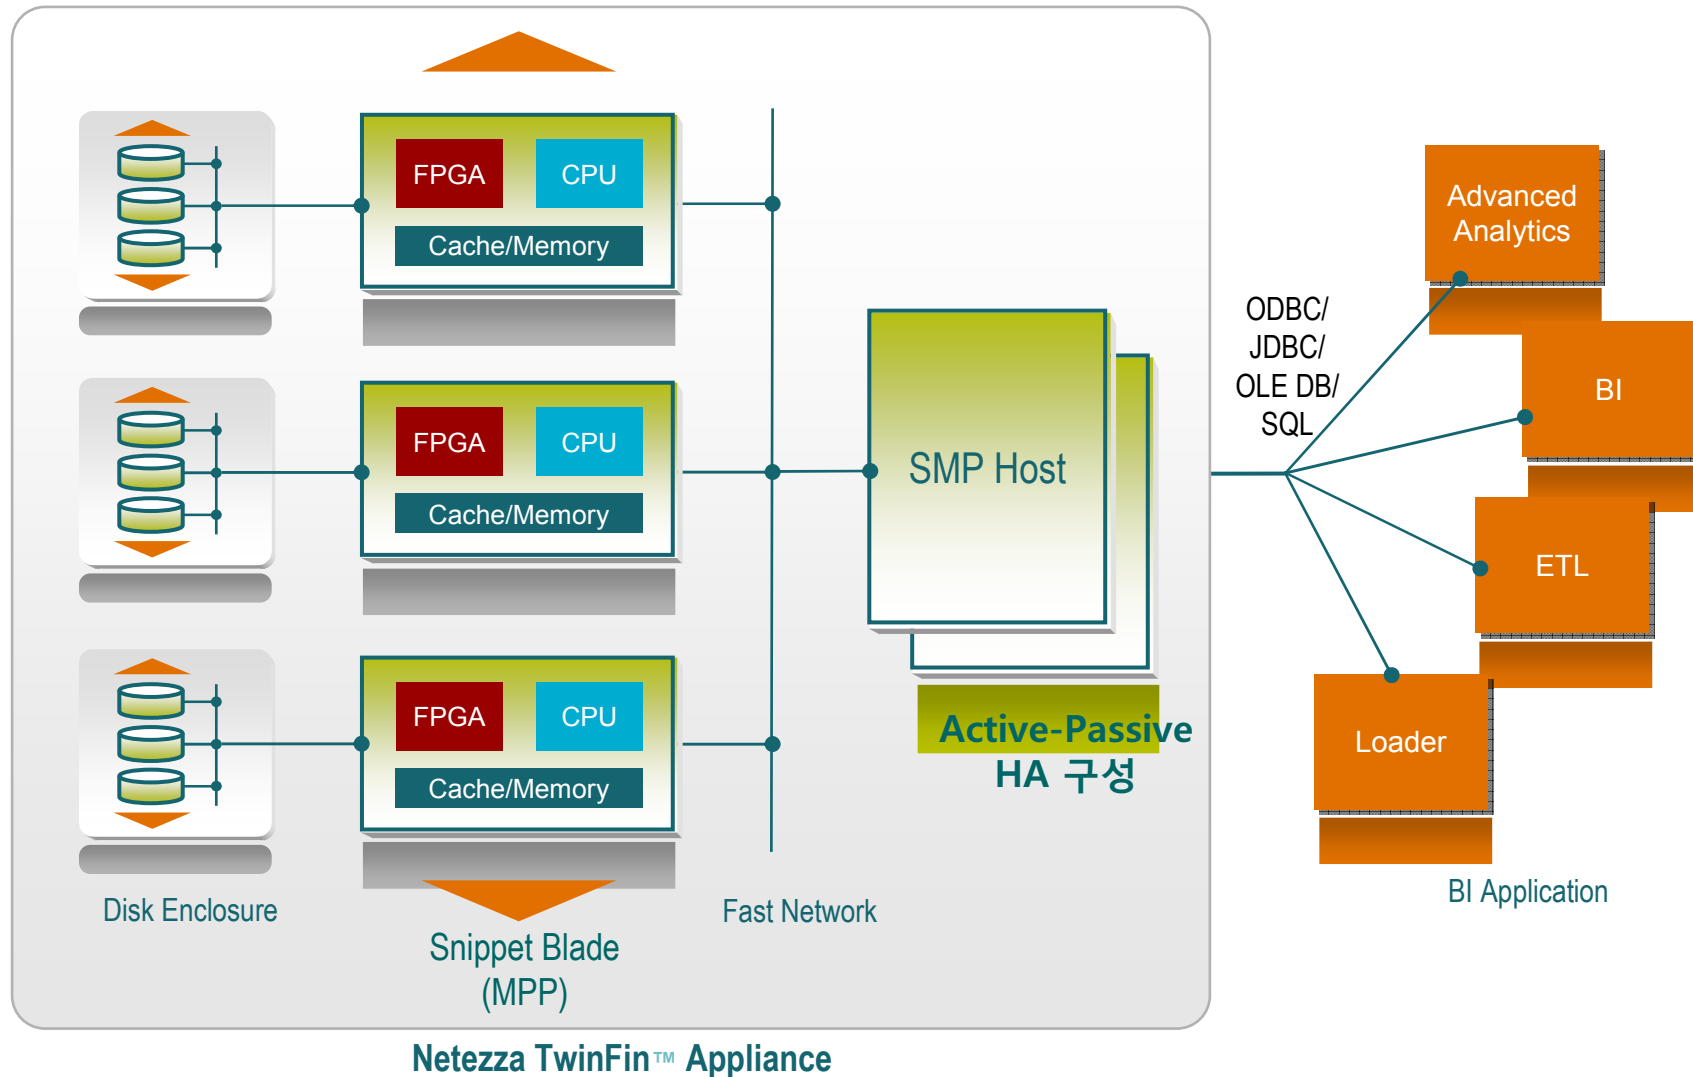 FPGA
CPU
Cache/Memory
FPGA
CPU
Cache/Memory
FPGA
CPU
Cache/Memory
Disk Enclosure
Snippet Blade
(MPP)
Fast Network
SMP Host
Active-Passive
HA 구성
ODBC/
JDBC/
OLE DB/
SQL
Advanced
Analytics
BI
ETL
Loader
BI Application
Netezza TwinFin™ Appliance